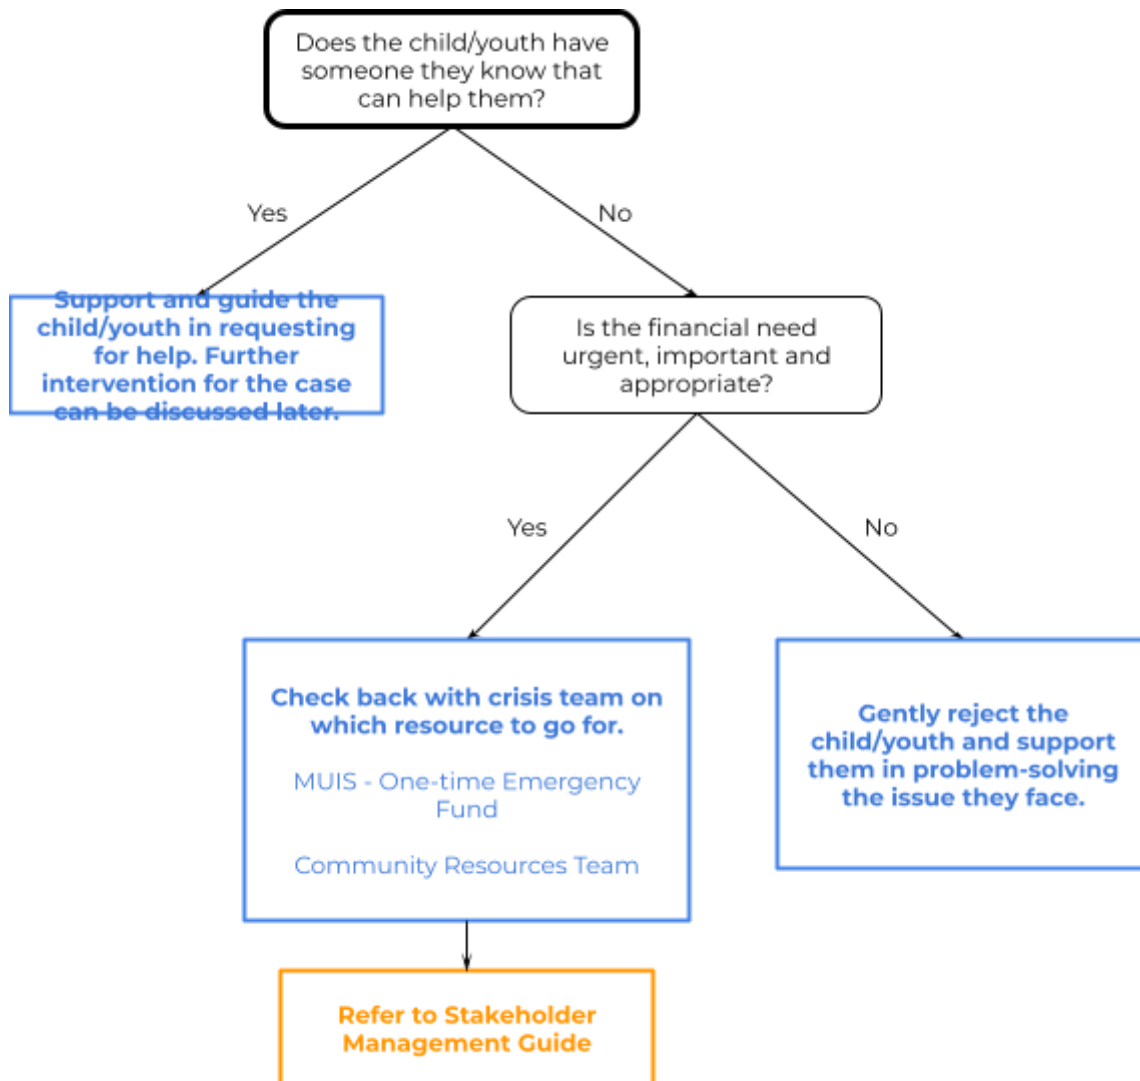 Does the child/youth have
someone they know that
can help them?
Yes
No
Support and guide the
child/youth in requesting
for help. Further
intervention for the case
can be discussed later.
Is the financial need
urgent, important and
appropriate?
Yes
No
Check back with crisis team on
which resource to go for.
MUIS - One-time Emergency
Fund
Community Resources Team
Gently reject the
child/youth and support
them in problem-solving
the issue they face.
Refer to Stakeholder
Management Guide